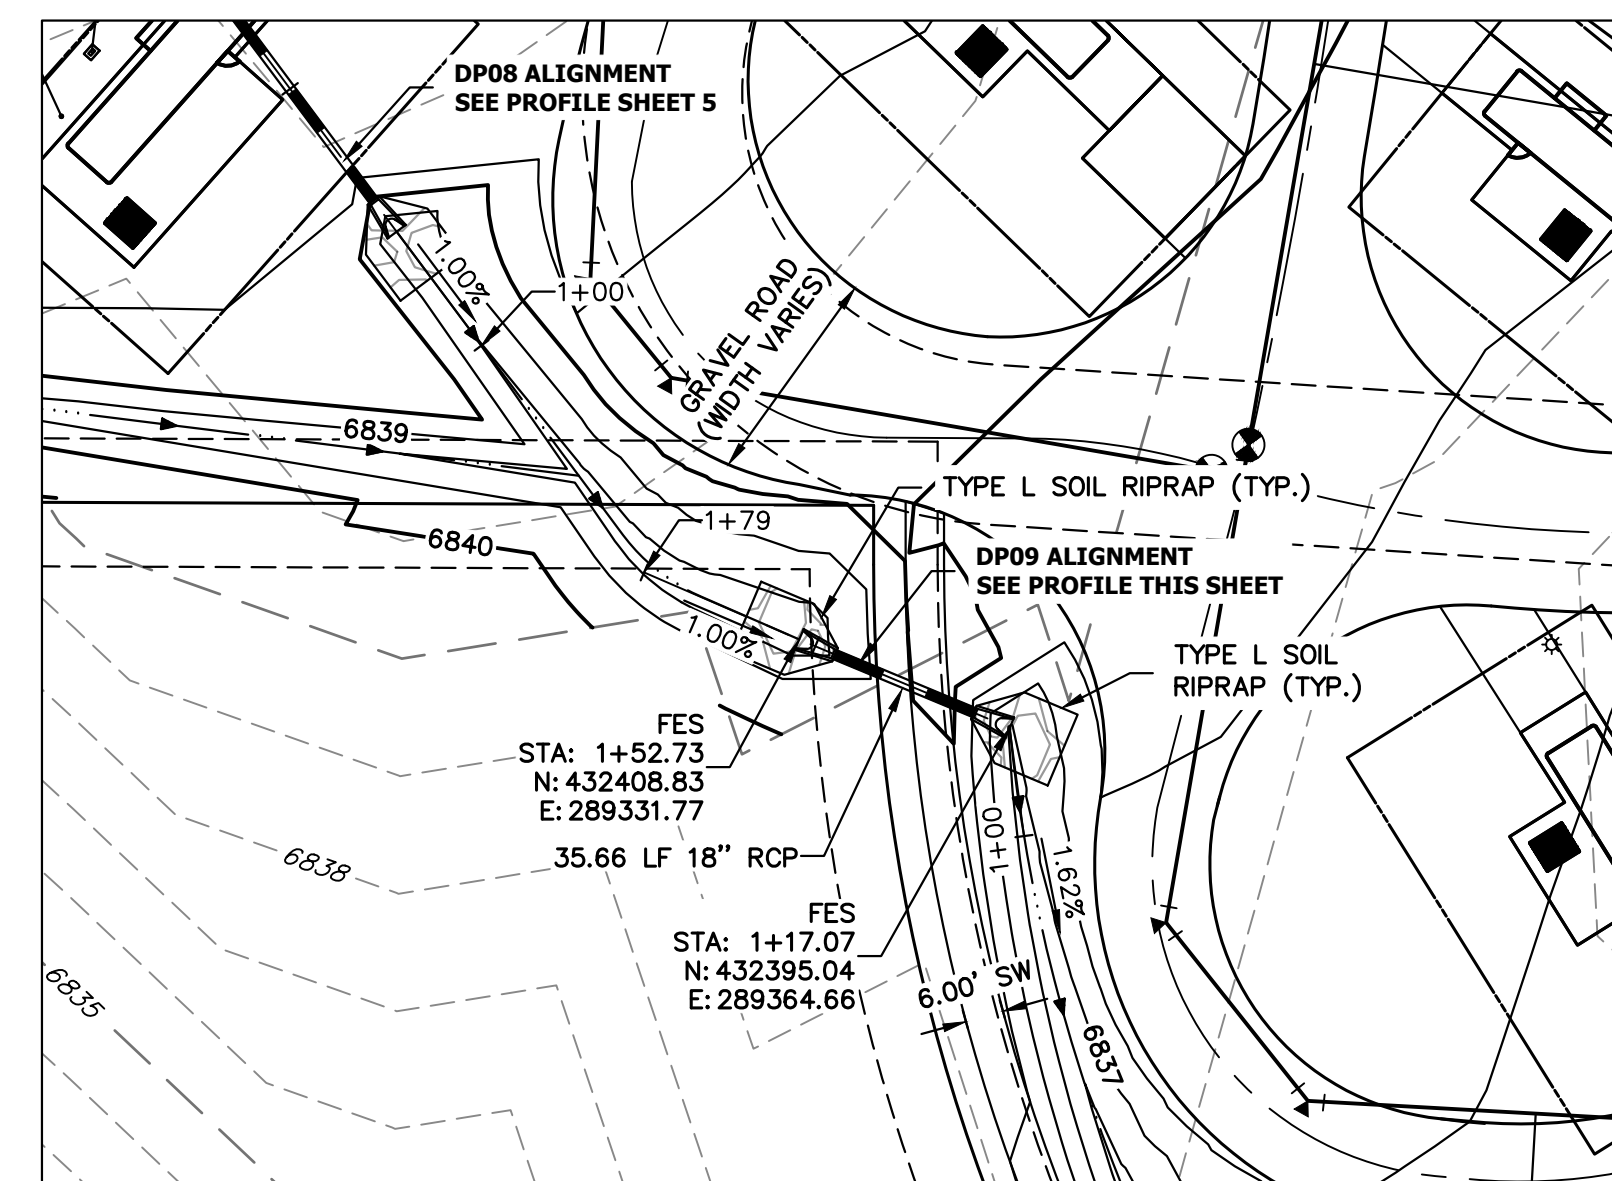 DP08 ALIGNMENT
SEE PROFILE SHEET 5
1.00%
1+00
GRAVEL ROAD
(WIDTH VARIES)
6839
TYPE L SOIL RIPRAP (TYP.)
1+79
6840
DP09 ALIGNMENT
SEE PROFILE THIS SHEET
1.00%
TYPE L SOIL
RIPRAP (TYP.)
FES
STA: 1+52.73
N: 432408.83
E: 289331.77
35.66 LF 18" RCP
1+00
1.62%
6838
FES
STA: 1+17.07
N: 432395.04
E: 289364.66
6.00' SW
6835
6837